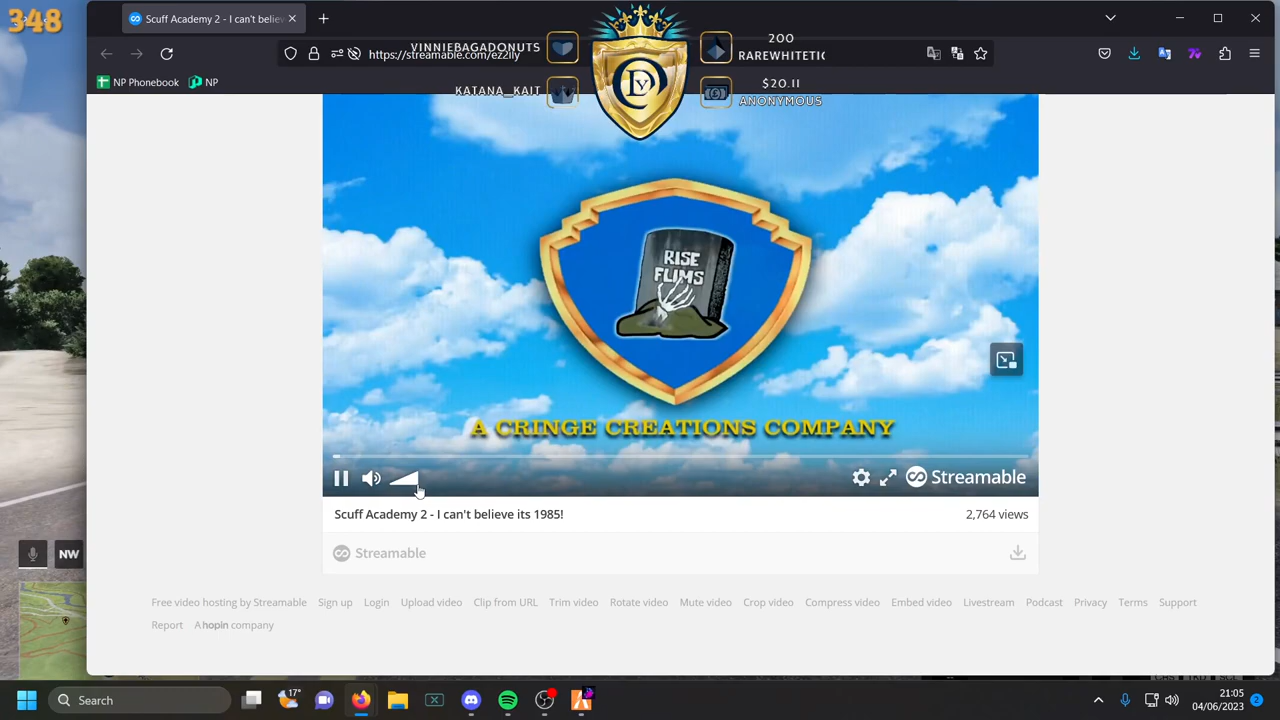 348
Scuff Academy 2 - I can't believ
VINNIEBAGADONUTS
200
RAREWHITETIG
https://streamable.com/ez2lly
NP Phonebook
NP
KATANA_KAIT
$20.11
ANONYMOUS
DY
RISE
FLIMS
A CRINGE CREATIONS COMPANY
Streamable
Scuff Academy 2 - I can't believe its 1985!
2,764 views
Streamable
NW
Free video hosting by Streamable
Sign up
Login
Upload video
Clip from URL
Trim video
Rotate video
Mute video
Crop video
Compress video
Embed video
Livestream
Podcast
Privacy
Terms
Support
Report
A hopin company
Search
17°
21:05
04/06/2023
2